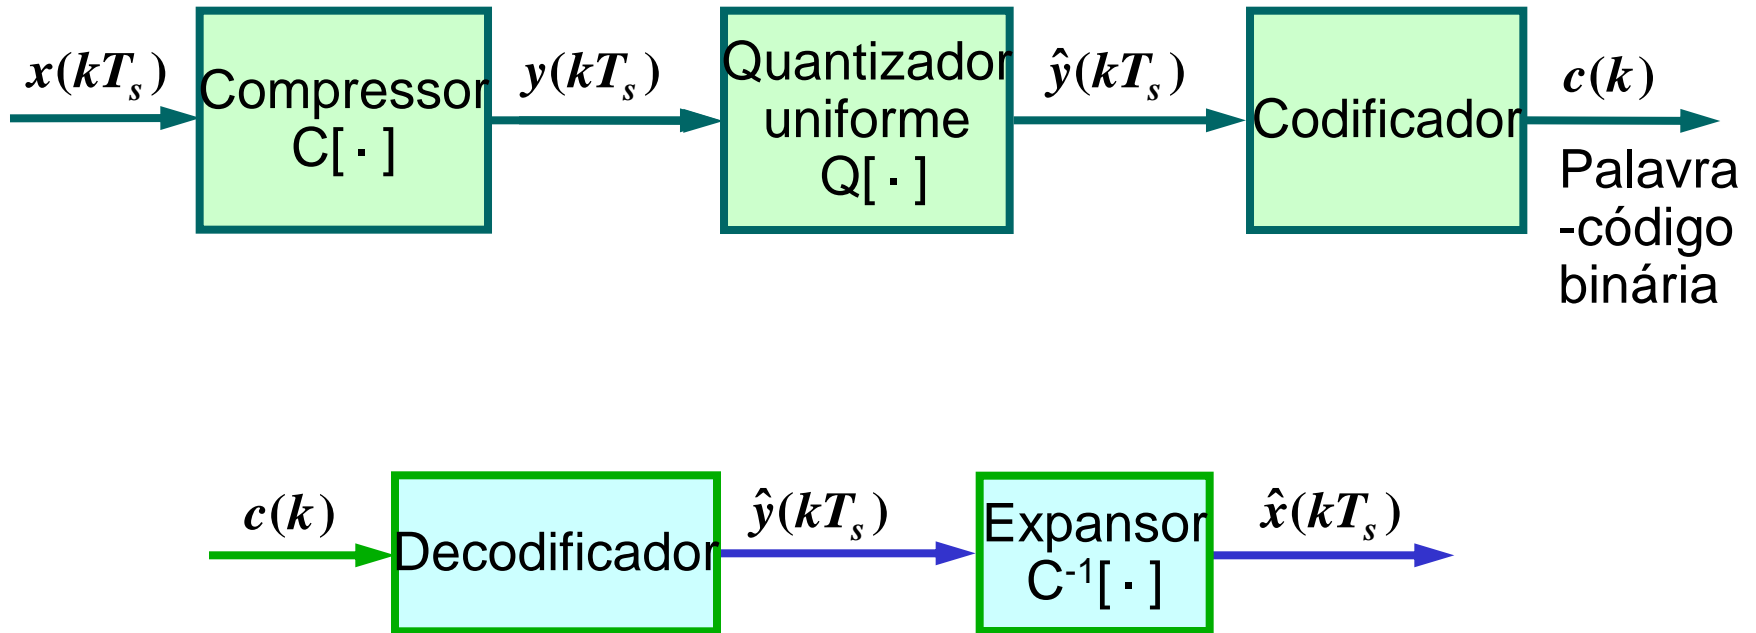 x(kTₛ)
Compressor
C[ · ]
y(kTₛ)
Quantizador
uniforme
Q[ · ]
ŷ(kTₛ)
Codificador
c(k)
Palavra
-código
binária
c(k)
Decodificador
ŷ(kTₛ)
Expansor
C⁻¹[ · ]
x̂(kTₛ)